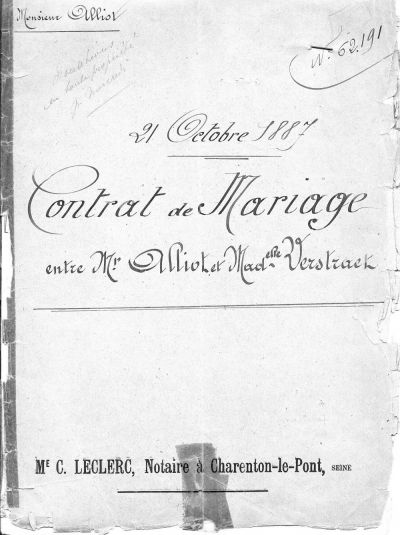 Monsieur Alliot
N° 62.191
21 Octobre 1887
Contrat de Mariage
entre Mr Alliot et Madelle Verstraet
Me C. LECLERC, Notaire à Charenton-le-Pont, SEINE